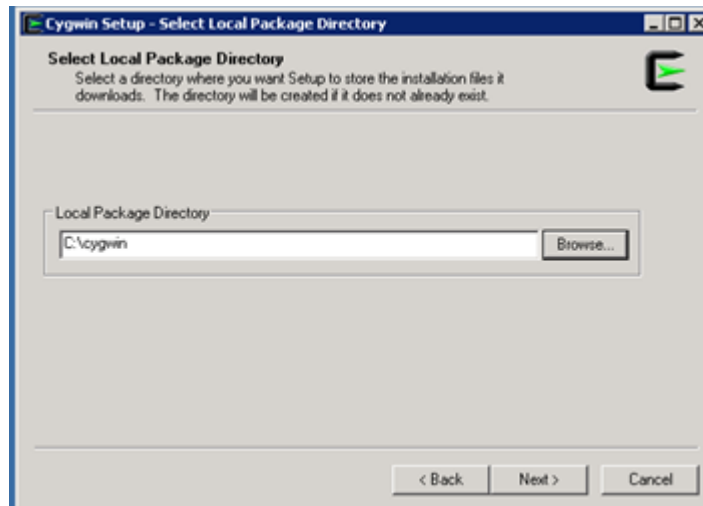 Cygwin Setup - Select Local Package Directory
Select Local Package Directory
Select a directory where you want Setup to store the installation files it
downloads. The directory will be created if it does not already exist.
Local Package Directory
C:\cygwin
Browse...
< Back
Next >
Cancel